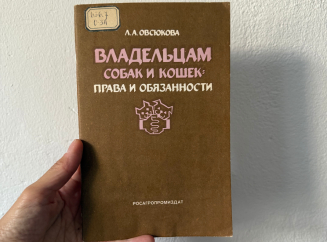 Л.А. ОВСЮКОВА
ВЛАДЕЛЬЦАМ
СОБАК И КОШЕК:
ПРАВА И ОБЯЗАННОСТИ
РОСАГРОПРОМИЗДАТ